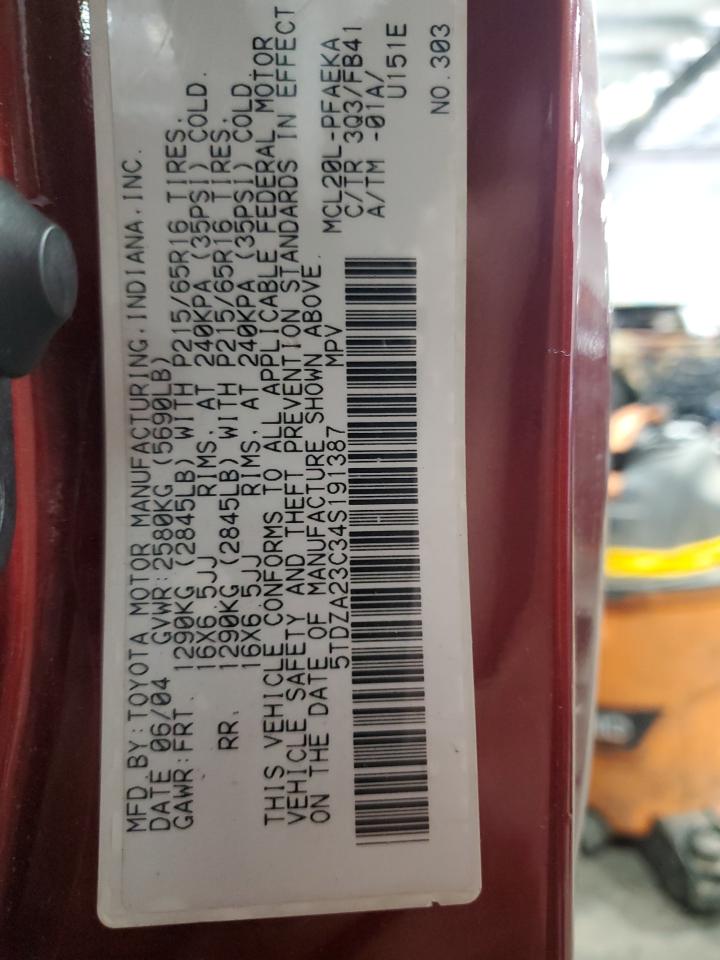 MFD BY: TOYOTA MOTOR MANUFACTURING, INDIANA, INC.
DATE 06/04 GVWR: 2580KG (5690LB)
GAWR: FRT. 1290KG (2845LB) WITH P215/65R16 TIRES,
16X6.5JJ RIMS, AT 240KPA (35PSI) COLD.
RR. 1290KG (2845LB) WITH P215/65R16 TIRES,
16X6.5JJ RIMS, AT 240KPA (35PSI) COLD.
THIS VEHICLE CONFORMS TO ALL APPLICABLE FEDERAL MOTOR
VEHICLE SAFETY AND THEFT PREVENTION STANDARDS IN EFFECT
ON THE DATE OF MANUFACTURE SHOWN ABOVE.
5TDZA23C34S191387 MPV
MCL20L-PFAEKA
C/TR 3Q3/FB41
A/TM -01A/
U151E
NO. 303